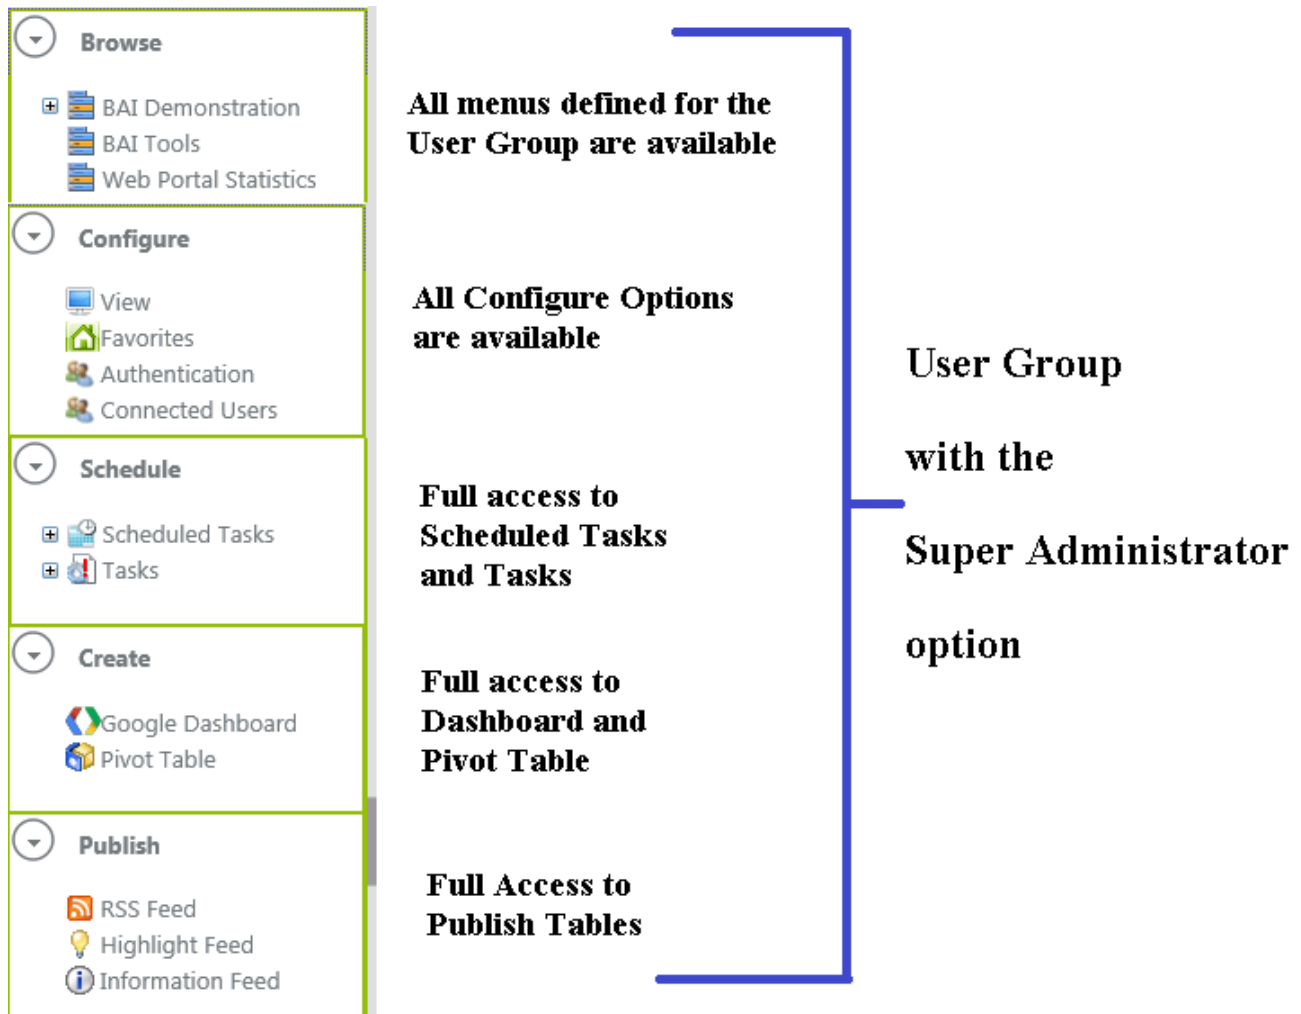 Browse
BAI Demonstration
BAI Tools
Web Portal Statistics
All menus defined for the
User Group are available
Configure
View
Favorites
Authentication
Connected Users
All Configure Options
are available
Schedule
Scheduled Tasks
Tasks
Full access to
Scheduled Tasks
and Tasks
Create
Google Dashboard
Pivot Table
Full access to
Dashboard and
Pivot Table
Publish
RSS Feed
Highlight Feed
Information Feed
Full Access to
Publish Tables
User Group
with the
Super Administrator
option